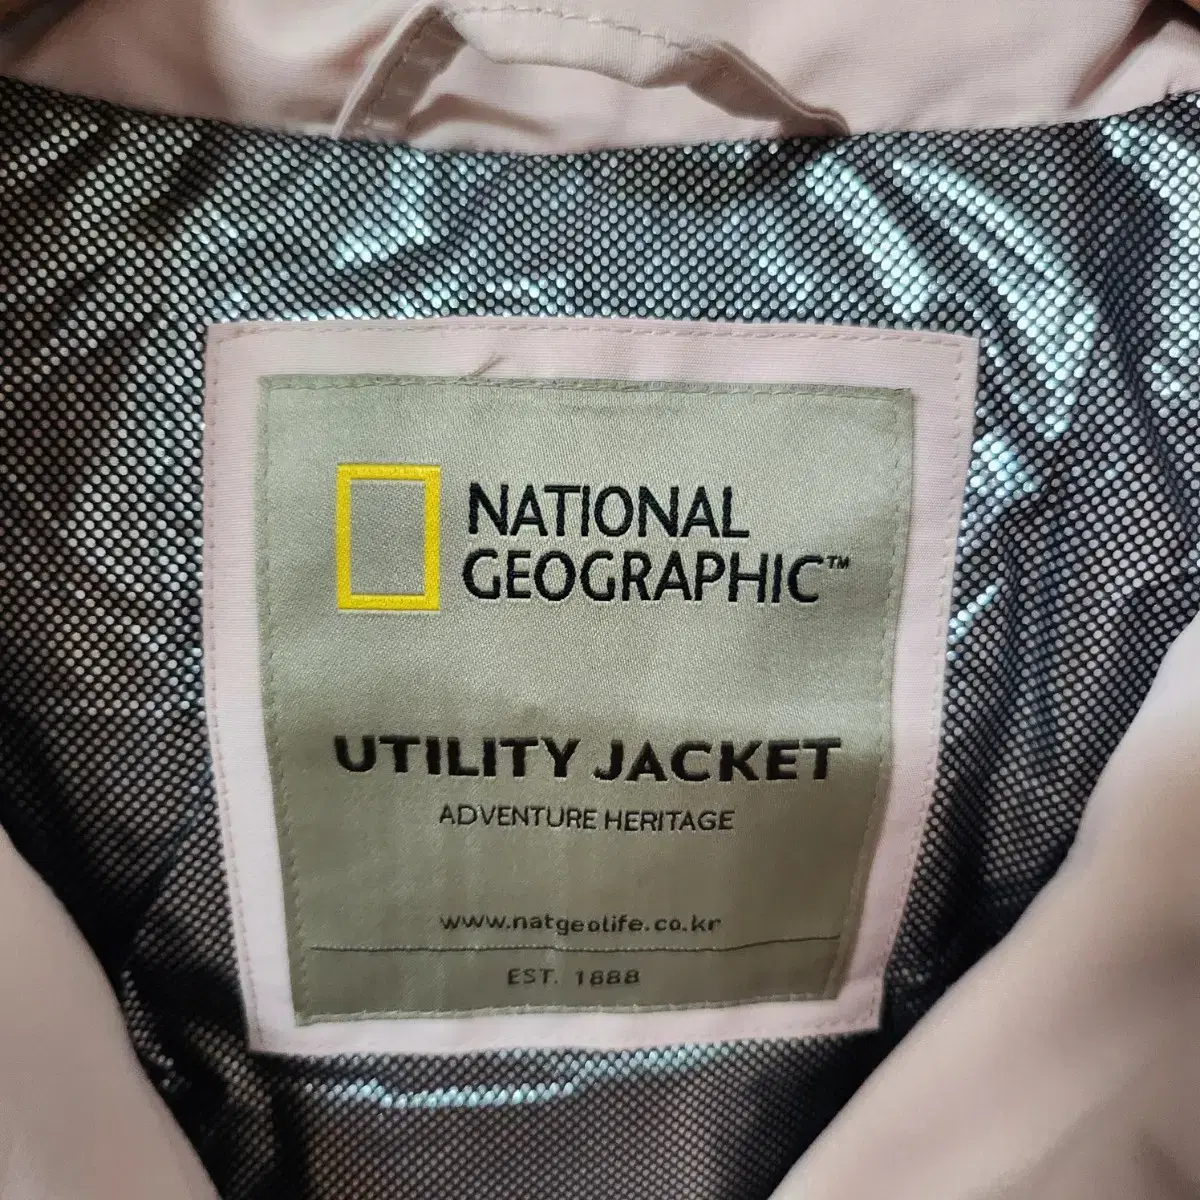 NATIONAL
GEOGRAPHIC™
UTILITY JACKET
ADVENTURE HERITAGE
www.natgeolife.co.kr
EST. 1888